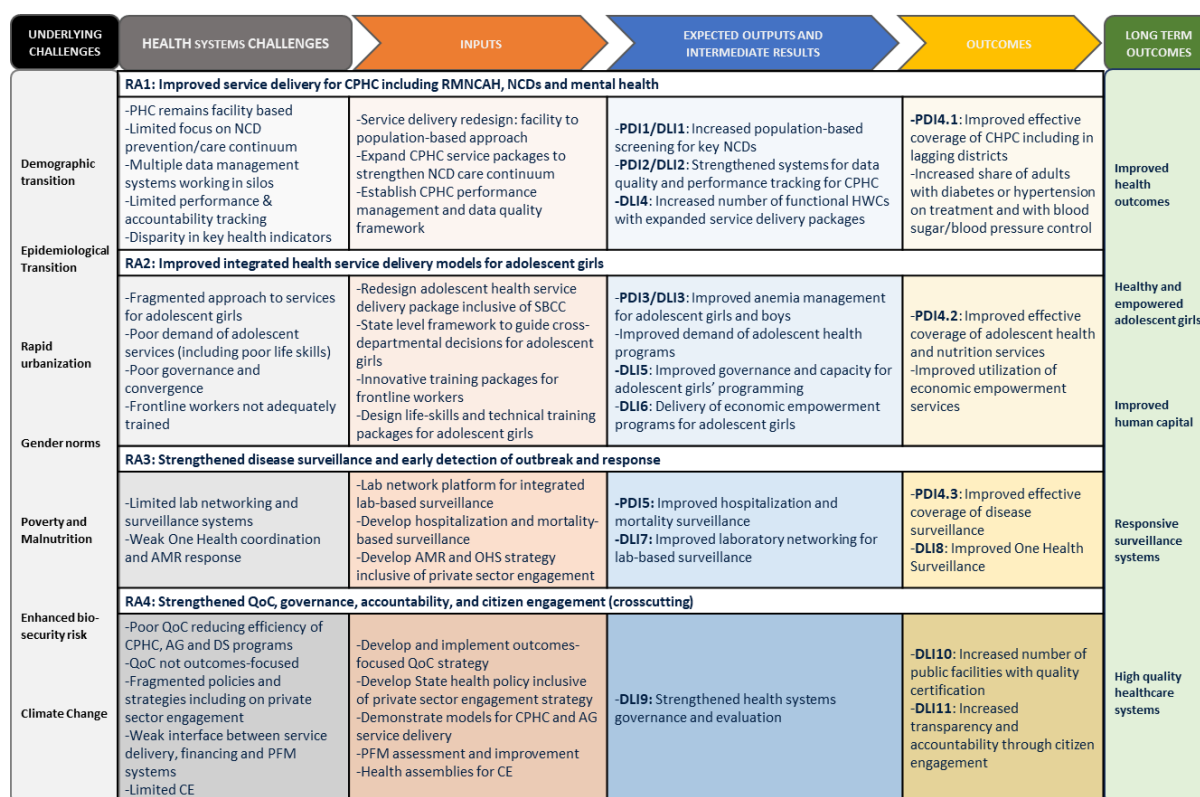 UNDERLYING
CHALLENGES
HEALTH SYSTEMS CHALLENGES
INPUTS
EXPECTED OUTPUTS AND
INTERMEDIATE RESULTS
OUTCOMES
LONG TERM
OUTCOMES
Demographic
transition
Epidemiological
Transition
Rapid
urbanization
Gender norms
Poverty and
Malnutrition
Enhanced bio-
security risk
Climate Change
RA1: Improved service delivery for CPHC including RMNCAH, NCDs and mental health
-PHC remains facility based
-Limited focus on NCD
prevention/care continuum
-Multiple data management
systems working in silos
-Limited performance &
accountability tracking
-Disparity in key health indicators
-Service delivery redesign: facility to
population-based approach
-Expand CPHC service packages to
strengthen NCD care continuum
-Establish CPHC performance
management and data quality
framework
-PDI1/DLI1: Increased population-based
screening for key NCDs
-PDI2/DLI2: Strengthened systems for data
quality and performance tracking for CPHC
-DLI4: Increased number of functional HWCs
with expanded service delivery packages
-PDI4.1: Improved effective
coverage of CHPC including in
lagging districts
-Increased share of adults
with diabetes or hypertension
on treatment and with blood
sugar/blood pressure control
RA2: Improved integrated health service delivery models for adolescent girls
-Fragmented approach to services
for adolescent girls
-Poor demand of adolescent
services (including poor life skills)
-Poor governance and
convergence
-Frontline workers not adequately
trained
-Redesign adolescent health service
delivery package inclusive of SBCC
-State level framework to guide cross-
departmental decisions for adolescent
girls
-Innovative training packages for
frontline workers
-Design life-skills and technical training
packages for adolescent girls
-PDI3/DLI3: Improved anemia management
for adolescent girls and boys
-Improved demand of adolescent health
programs
-DLI5: Improved governance and capacity for
adolescent girls’ programming
-DLI6: Delivery of economic empowerment
programs for adolescent girls
-PDI4.2: Improved effective
coverage of adolescent health
and nutrition services
-Improved utilization of
economic empowerment
services
RA3: Strengthened disease surveillance and early detection of outbreak and response
-Limited lab networking and
surveillance systems
-Weak One Health coordination
and AMR response
-Lab network platform for integrated
lab-based surveillance
-Develop hospitalization and mortality-
based surveillance
-Develop AMR and OHS strategy
inclusive of private sector engagement
-PDI5: Improved hospitalization and
mortality surveillance
-DLI7: Improved laboratory networking for
lab-based surveillance
-PDI4.3: Improved effective
coverage of disease
surveillance
-DLI8: Improved One Health
Surveillance
RA4: Strengthened QoC, governance, accountability, and citizen engagement (crosscutting)
-Poor QoC reducing efficiency of
CPHC, AG and DS programs
-QoC not outcomes-focused
-Fragmented policies and
strategies including on private
sector engagement
-Weak interface between service
delivery, financing and PFM
systems
-Limited CE
-Develop and implement outcomes-
focused QoC strategy
-Develop State health policy inclusive
of private sector engagement strategy
-Demonstrate models for CPHC and AG
service delivery
-PFM assessment and improvement
-Health assemblies for CE
-DLI9: Strengthened health systems
governance and evaluation
-DLI10: Increased number of
public facilities with quality
certification
-DLI11: Increased
transparency and
accountability through citizen
engagement
Improved
health
outcomes
Healthy and
empowered
adolescent girls
Improved
human capital
Responsive
surveillance
systems
High quality
healthcare
systems